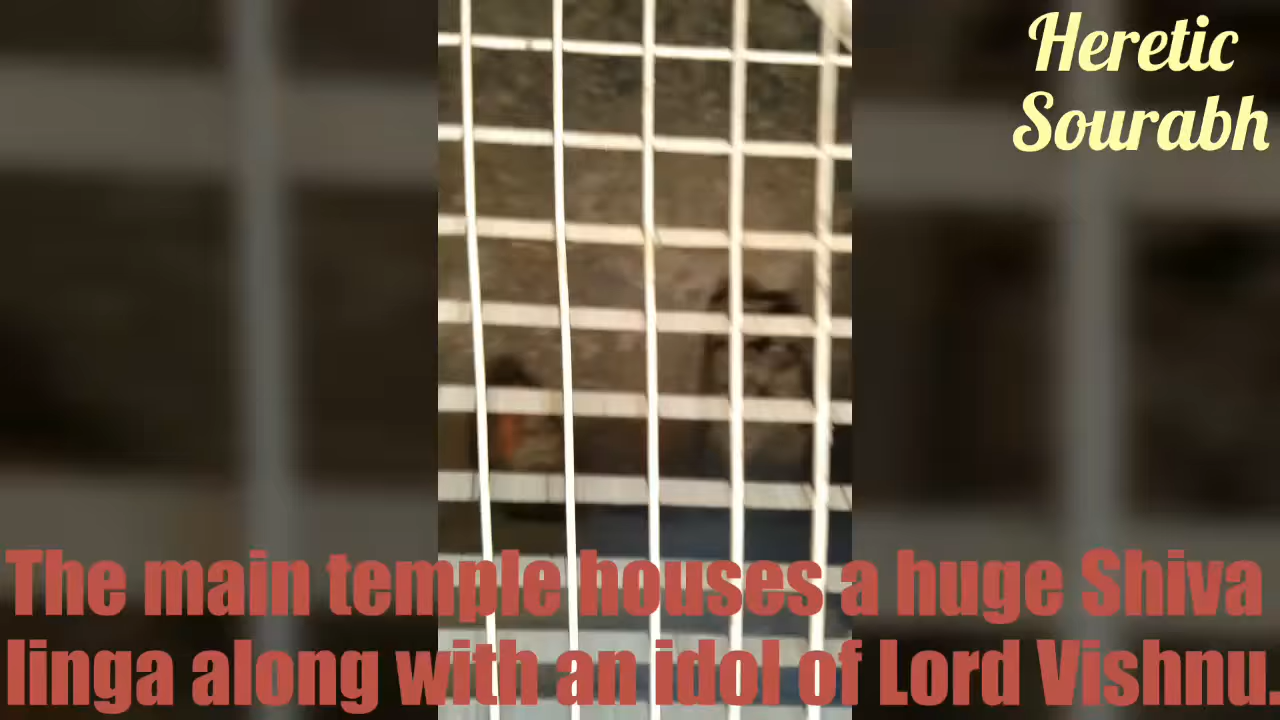 Heretic
Sourabh
The main temple houses a huge Shiva
linga along with an idol of Lord Vishnu.